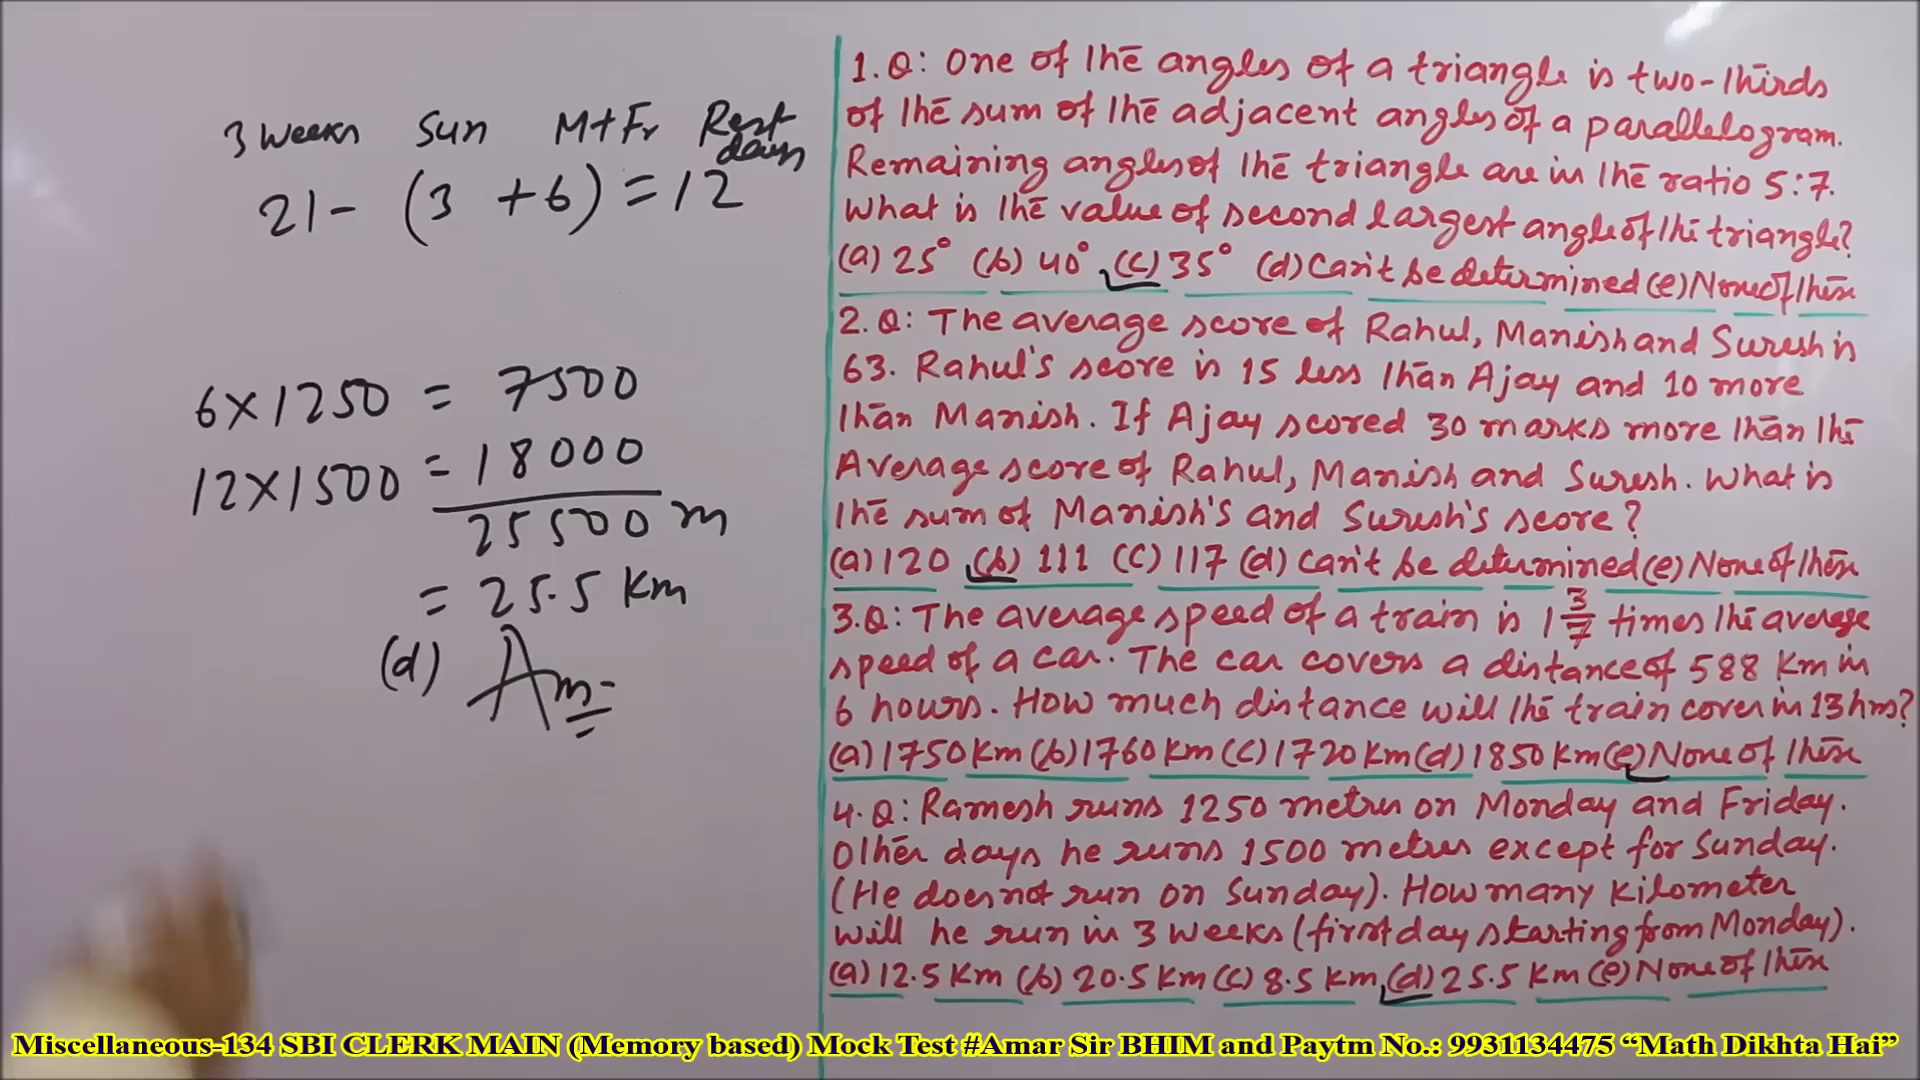 3 weeks Sun M+Fr Rest days
21 - (3 + 6) = 12
6 x 1250 = 7500
12 x 1500 = 18000
25500 m
= 25.5 Km
(d) Ans
1.Q: One of the angles of a triangle is two-thirds
of the sum of the adjacent angles of a parallelogram.
Remaining angles of the triangle are in the ratio 5:7.
What is the value of second largest angle of the triangle?
(a) 25° (b) 40° (c) 35° (d) Can't be determined (e) None of these
2.Q: The average score of Rahul, Manish and Suresh is
63. Rahul's score is 15 less than Ajay and 10 more
than Manish. If Ajay scored 30 marks more than the
Average score of Rahul, Manish and Suresh. What is
the sum of Manish's and Suresh's score?
(a) 120 (b) 111 (c) 117 (d) Can't be determined (e) None of these
3.Q: The average speed of a train is 1 3/7 times the average
speed of a car. The car covers a distance of 588 Km in
6 hours. How much distance will the train cover in 13 hrs?
(a) 1750 Km (b) 1760 Km (c) 1720 Km (d) 1850 Km (e) None of these
4.Q: Ramesh runs 1250 metres on Monday and Friday.
Other days he runs 1500 metres except for Sunday.
(He does not run on Sunday). How many kilometer
will he run in 3 weeks (first day starting from Monday).
(a) 12.5 Km (b) 20.5 Km (c) 8.5 Km (d) 25.5 Km (e) None of these
Miscellaneous-134 SBI CLERK MAIN (Memory based) Mock Test #Amar Sir BHIM and Paytm No.: 9931134475 “Math Dikhta Hai”